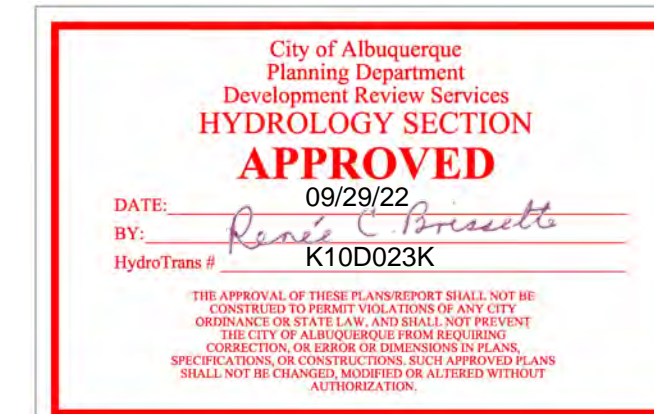 City of Albuquerque
Planning Department
Development Review Services
HYDROLOGY SECTION
APPROVED
DATE: 09/29/22
BY: Renée C. Brissette
HydroTrans # K10D023K
THE APPROVAL OF THESE PLANS/REPORT SHALL NOT BE
CONSTRUED TO PERMIT VIOLATIONS OF ANY CITY
ORDINANCE OR STATE LAW, AND SHALL NOT PREVENT
THE CITY OF ALBUQUERQUE FROM REQUIRING
CORRECTION, OR ERROR OR DIMENSIONS IN PLANS,
SPECIFICATIONS, OR CONSTRUCTIONS. SUCH APPROVED PLANS
SHALL NOT BE CHANGED, MODIFIED OR ALTERED WITHOUT
AUTHORIZATION.